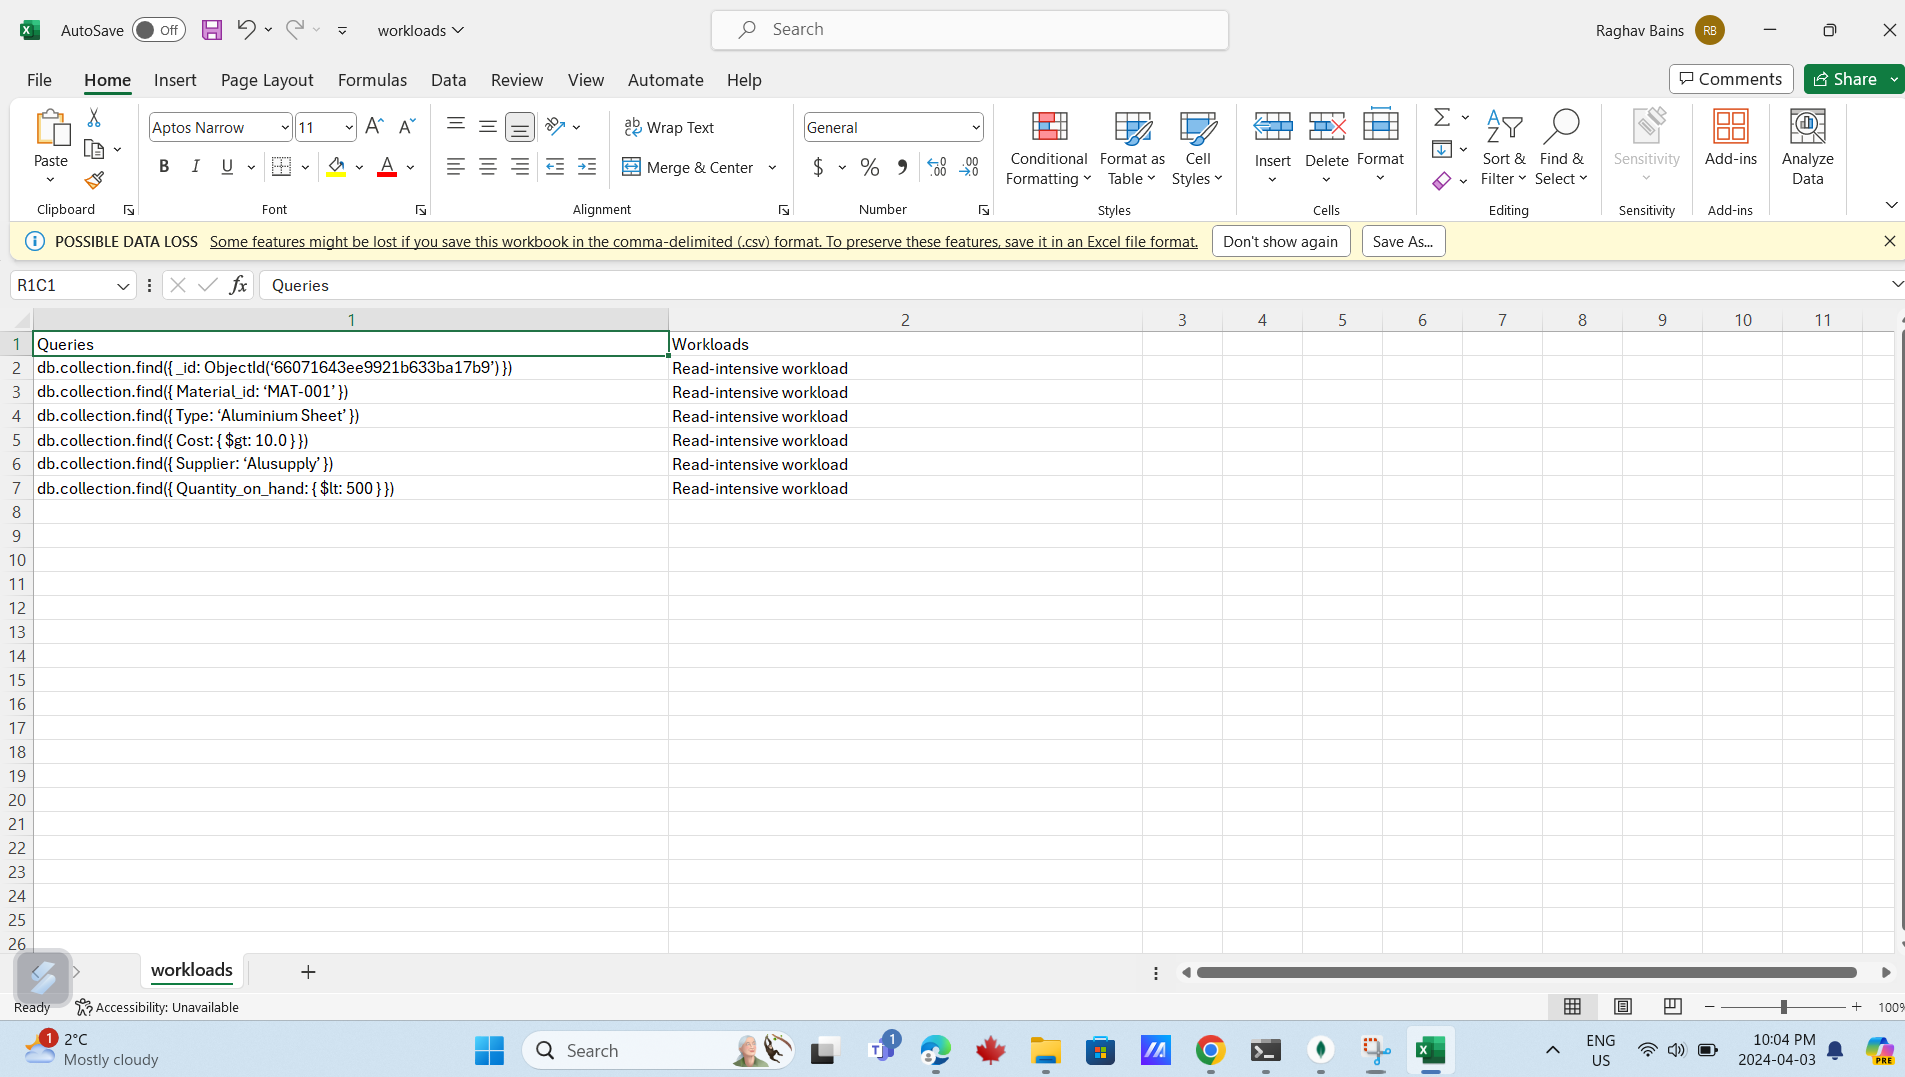 AutoSave Off workloads Search Raghav Bains RB
File Home Insert Page Layout Formulas Data Review View Automate Help Comments Share
Paste
Clipboard
Aptos Narrow 11
B I U A
Font
Wrap Text
Merge & Center
Alignment
General
$ % 9 .00
Number
Conditional Formatting
Format as Table
Cell Styles
Styles
Insert
Delete
Format
Cells
Sort & Filter
Find & Select
Editing
Sensitivity
Sensitivity
Add-ins
Add-ins
Analyze Data
POSSIBLE DATA LOSS Some features might be lost if you save this workbook in the comma-delimited (.csv) format. To preserve these features, save it in an Excel file format. Don't show again Save As...
R1C1 fx Queries
1 2 3 4 5 6 7 8 9 10 11
1 Queries Workloads
2 db.collection.find({ _id: ObjectId(‘66071643ee9921b633ba17b9’) }) Read-intensive workload
3 db.collection.find({ Material_id: ‘MAT-001’ }) Read-intensive workload
4 db.collection.find({ Type: ‘Aluminium Sheet’ }) Read-intensive workload
5 db.collection.find({ Cost: { $gt: 10.0 } }) Read-intensive workload
6 db.collection.find({ Supplier: ‘Alusupply’ }) Read-intensive workload
7 db.collection.find({ Quantity_on_hand: { $lt: 500 } }) Read-intensive workload
8
9
10
11
12
13
14
15
16
17
18
19
20
21
22
23
24
25
26
workloads
Ready Accessibility: Unavailable 100%
1 2°C
Mostly cloudy
Search
1
ENG
US
10:04 PM
2024-04-03
PRE